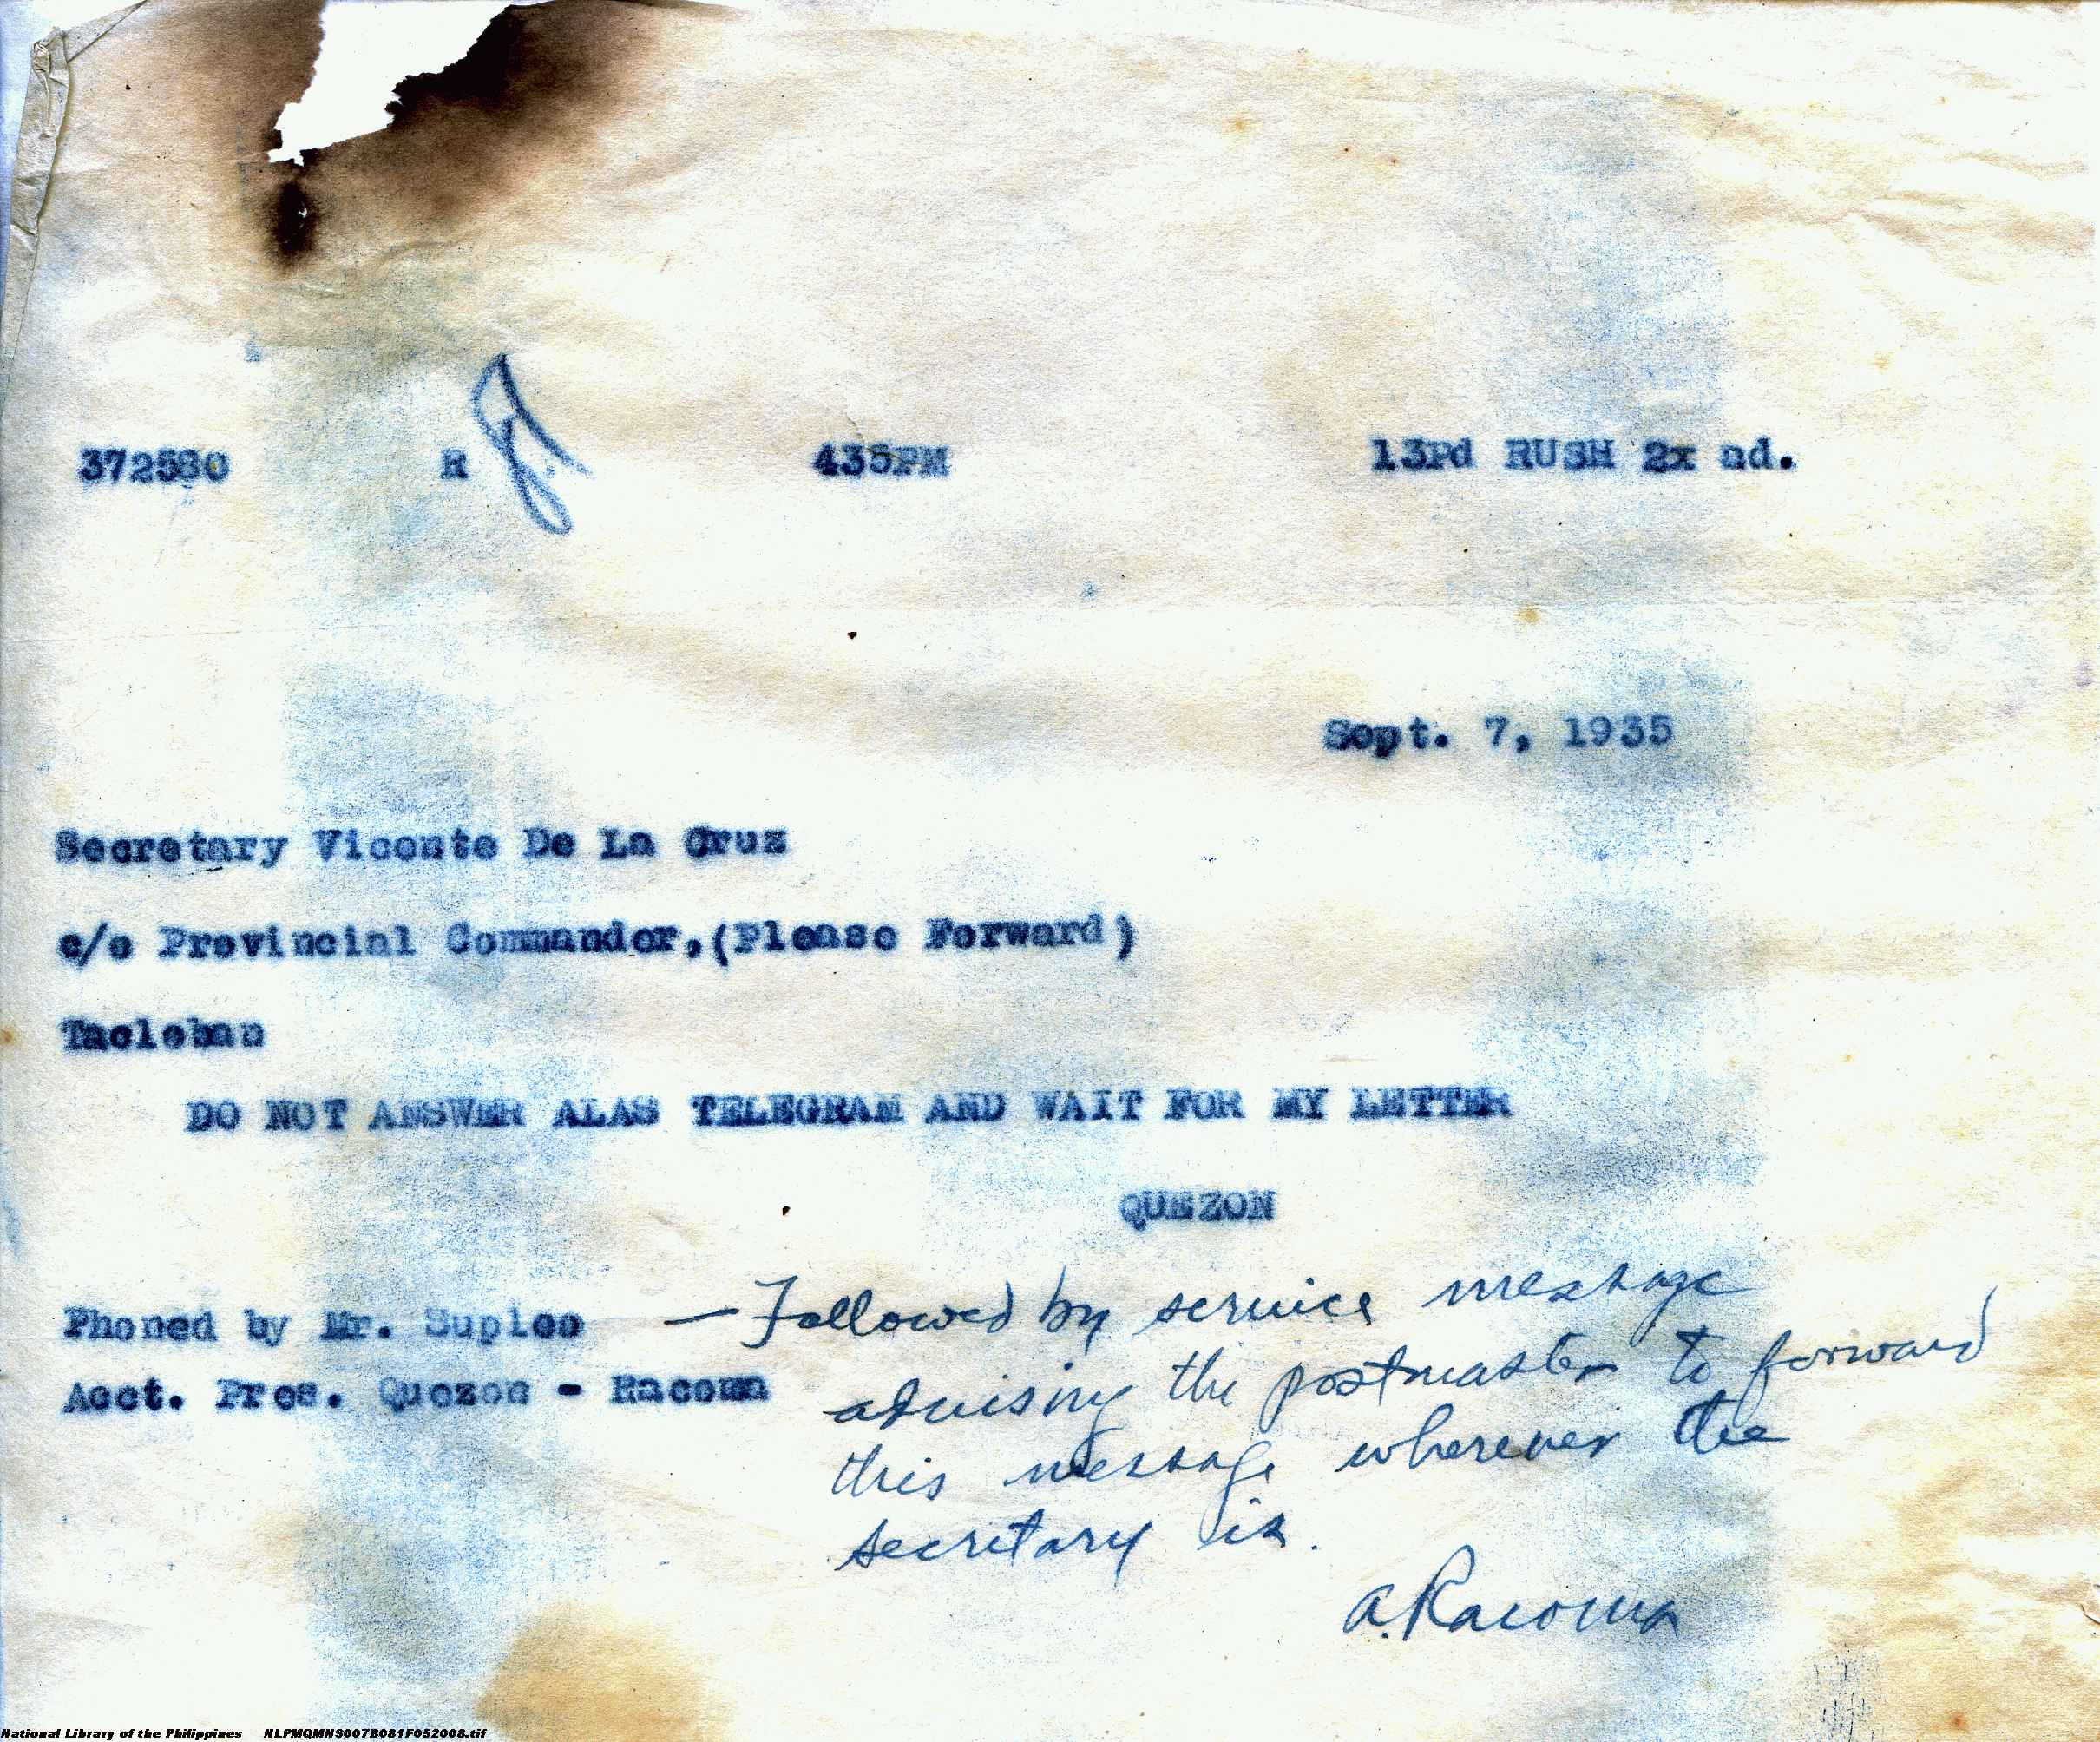 372580 R J.T 435PM 13Pd RUSH 2x ad.
Sept. 7, 1935
Secretary Vicente De La Cruz
c/o Provincial Commander,(Please Forward)
Tacloban
DO NOT ANSWER ALAS TELEGRAM AND WAIT FOR MY LETTER
QUEZON
Phoned by Mr. Supleo
Acct. Pres. Quezon - Racoma
—Followed by service message
advising the postmaster to forward
this message wherever the
secretary is.
A. Racoma
National Library of the Philippines NLPMQMNS007B081F052008.tif